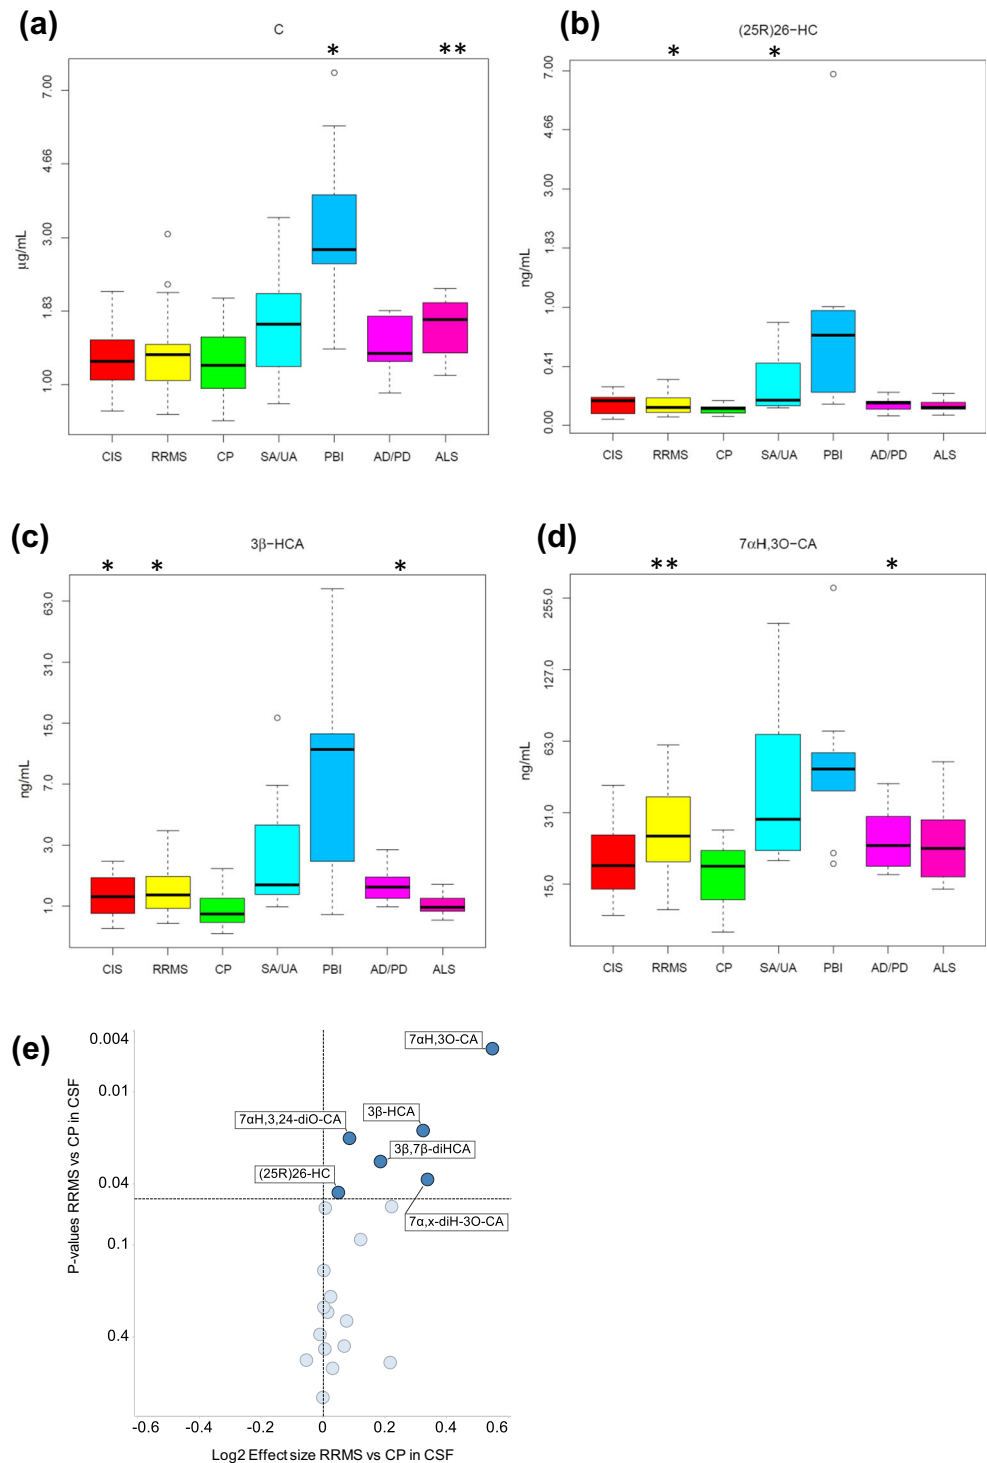 (a)
C
* **
7.00
4.66
3.00
1.83
1.00
µg/mL
CIS RRMS CP SA/UA PBI AD/PD ALS
(b)
(25R)26−HC
* *
7.00
4.66
3.00
1.83
1.00
0.41
0.00
ng/mL
CIS RRMS CP SA/UA PBI AD/PD ALS
(c)
3β−HCA
* * *
63.0
31.0
15.0
7.0
3.0
1.0
ng/mL
CIS RRMS CP SA/UA PBI AD/PD ALS
(d)
7αH,3O−CA
** *
255.0
127.0
63.0
31.0
15.0
ng/mL
CIS RRMS CP SA/UA PBI AD/PD ALS
(e)
0.004
0.01
0.04
0.1
0.4
P-values RRMS vs CP in CSF
7αH,3O-CA
3β-HCA
7αH,3,24-diO-CA
3β,7β-diHCA
(25R)26-HC
7α,x-diH-3O-CA
-0.6 -0.4 -0.2 0 0.2 0.4 0.6
Log2 Effect size RRMS vs CP in CSF